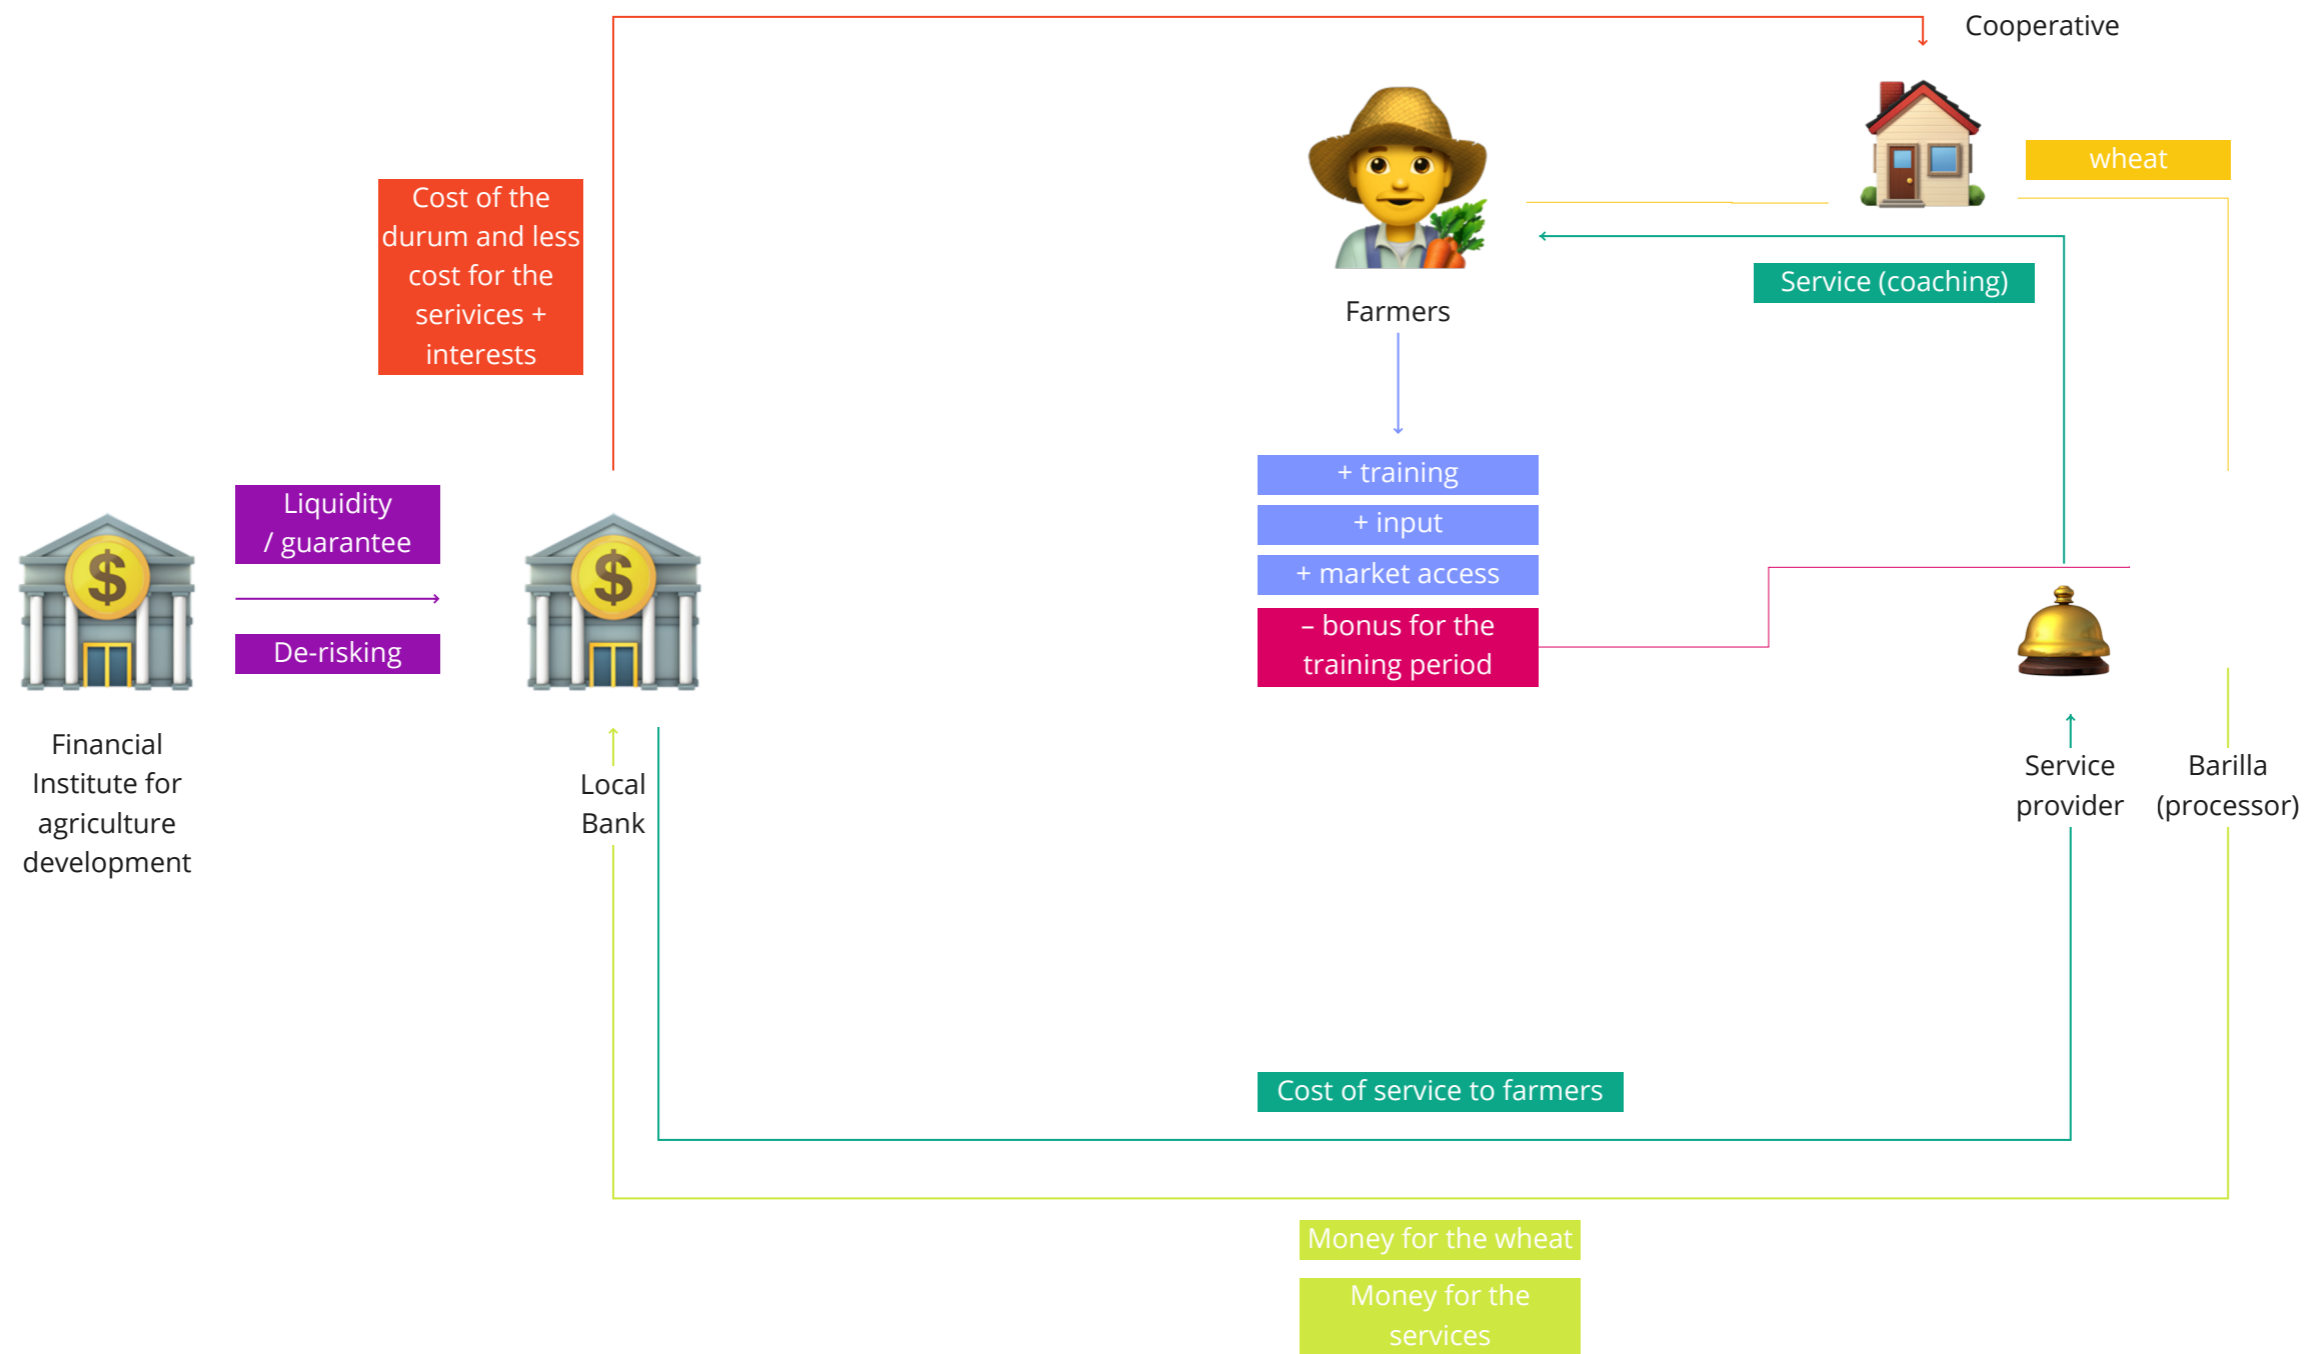 Cooperative
wheat
Cost of the
durum and less
cost for the
serivices +
interests
Service (coaching)
Farmers
+ training
+ input
+ market access
– bonus for the
training period
Liquidity
/ guarantee
De-risking
Financial
Institute for
agriculture
development
Local
Bank
Service
provider
Barilla
(processor)
Cost of service to farmers
Money for the wheat
Money for the
services